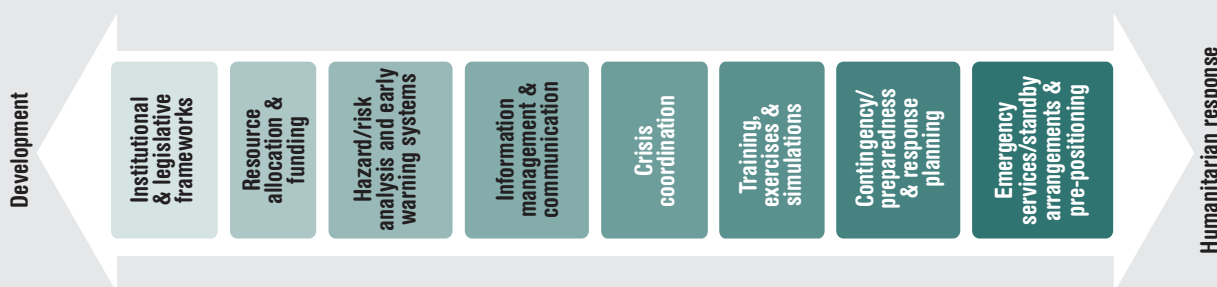 Development
Institutional
& legislative
frameworks
Resource
allocation &
funding
Hazard/risk
analysis and early
warning systems
Information
management &
communication
Crisis
coordination
Training,
exercises &
simulations
Contingency/
preparedness
& response
planning
Emergency
services/standby
arrangements &
pre-positioning
Humanitarian response